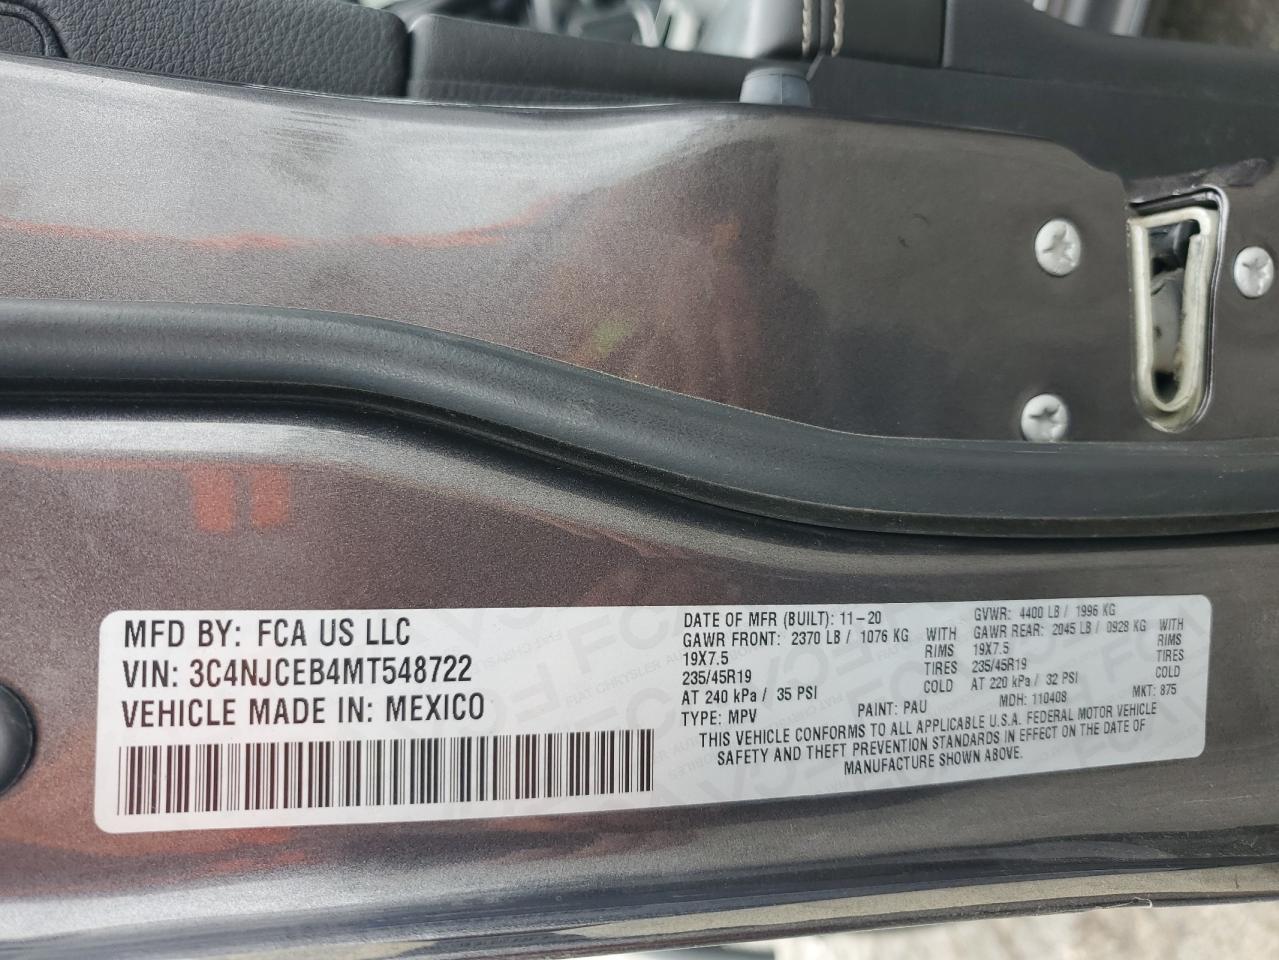 MFD BY: FCA US LLC
VIN: 3C4NJCEB4MT548722
VEHICLE MADE IN: MEXICO
DATE OF MFR (BUILT): 11-20 GVWR: 4400 LB / 1996 KG
GAWR FRONT: 2370 LB / 1076 KG WITH GAWR REAR: 2045 LB / 0928 KG WITH
19X7.5 RIMS 19X7.5 RIMS
235/45R19 TIRES 235/45R19 TIRES
AT 240 kPa / 35 PSI COLD AT 220 kPa / 32 PSI COLD
TYPE: MPV PAINT: PAU MDH: 110408 MKT: 875
THIS VEHICLE CONFORMS TO ALL APPLICABLE U.S.A. FEDERAL MOTOR VEHICLE
SAFETY AND THEFT PREVENTION STANDARDS IN EFFECT ON THE DATE OF
MANUFACTURE SHOWN ABOVE.